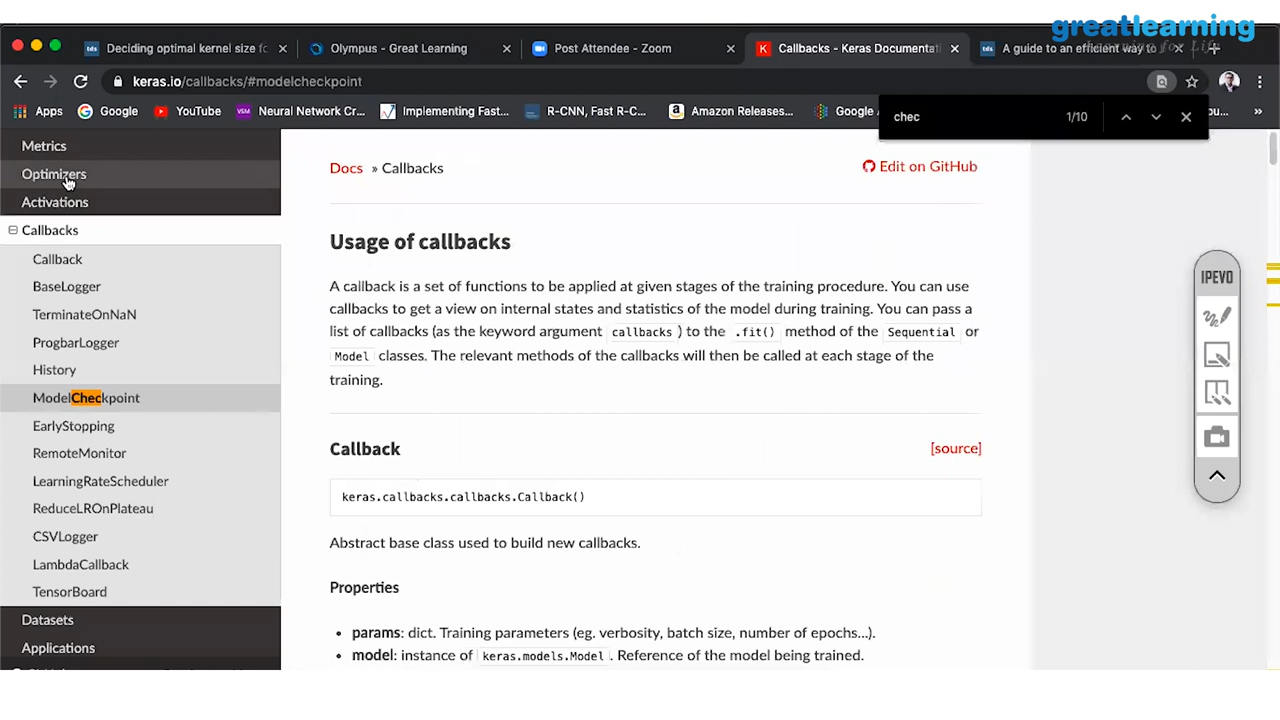 greatlearning
Learning for Life
Deciding optimal kernel size fo
Olympus - Great Learning
Post Attendee - Zoom
Callbacks - Keras Documentati
A guide to an efficient way to
keras.io/callbacks/#modelcheckpoint
Apps
Google
YouTube
Neural Network Cr...
Implementing Fast...
R-CNN, Fast R-C...
Amazon Releases...
Google
chec
1/10
Metrics
Optimizers
Activations
Callbacks
Callback
BaseLogger
TerminateOnNaN
ProgbarLogger
History
ModelCheckpoint
EarlyStopping
RemoteMonitor
LearningRateScheduler
ReduceLROnPlateau
CSVLogger
LambdaCallback
TensorBoard
Datasets
Applications
Docs » Callbacks
Edit on GitHub
Usage of callbacks
A callback is a set of functions to be applied at given stages of the training procedure. You can use
callbacks to get a view on internal states and statistics of the model during training. You can pass a
list of callbacks (as the keyword argument callbacks ) to the .fit() method of the Sequential or
Model classes. The relevant methods of the callbacks will then be called at each stage of the
training.
Callback
[source]
keras.callbacks.callbacks.Callback()
Abstract base class used to build new callbacks.
Properties
• params: dict. Training parameters (eg. verbosity, batch size, number of epochs...).
• model: instance of keras.models.Model . Reference of the model being trained.
IPEVO